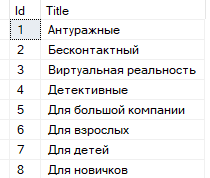 Id Title
1 Антуражные
2 Бесконтактный
3 Виртуальная реальность
4 Детективные
5 Для большой компании
6 Для взрослых
7 Для детей
8 Для новичков